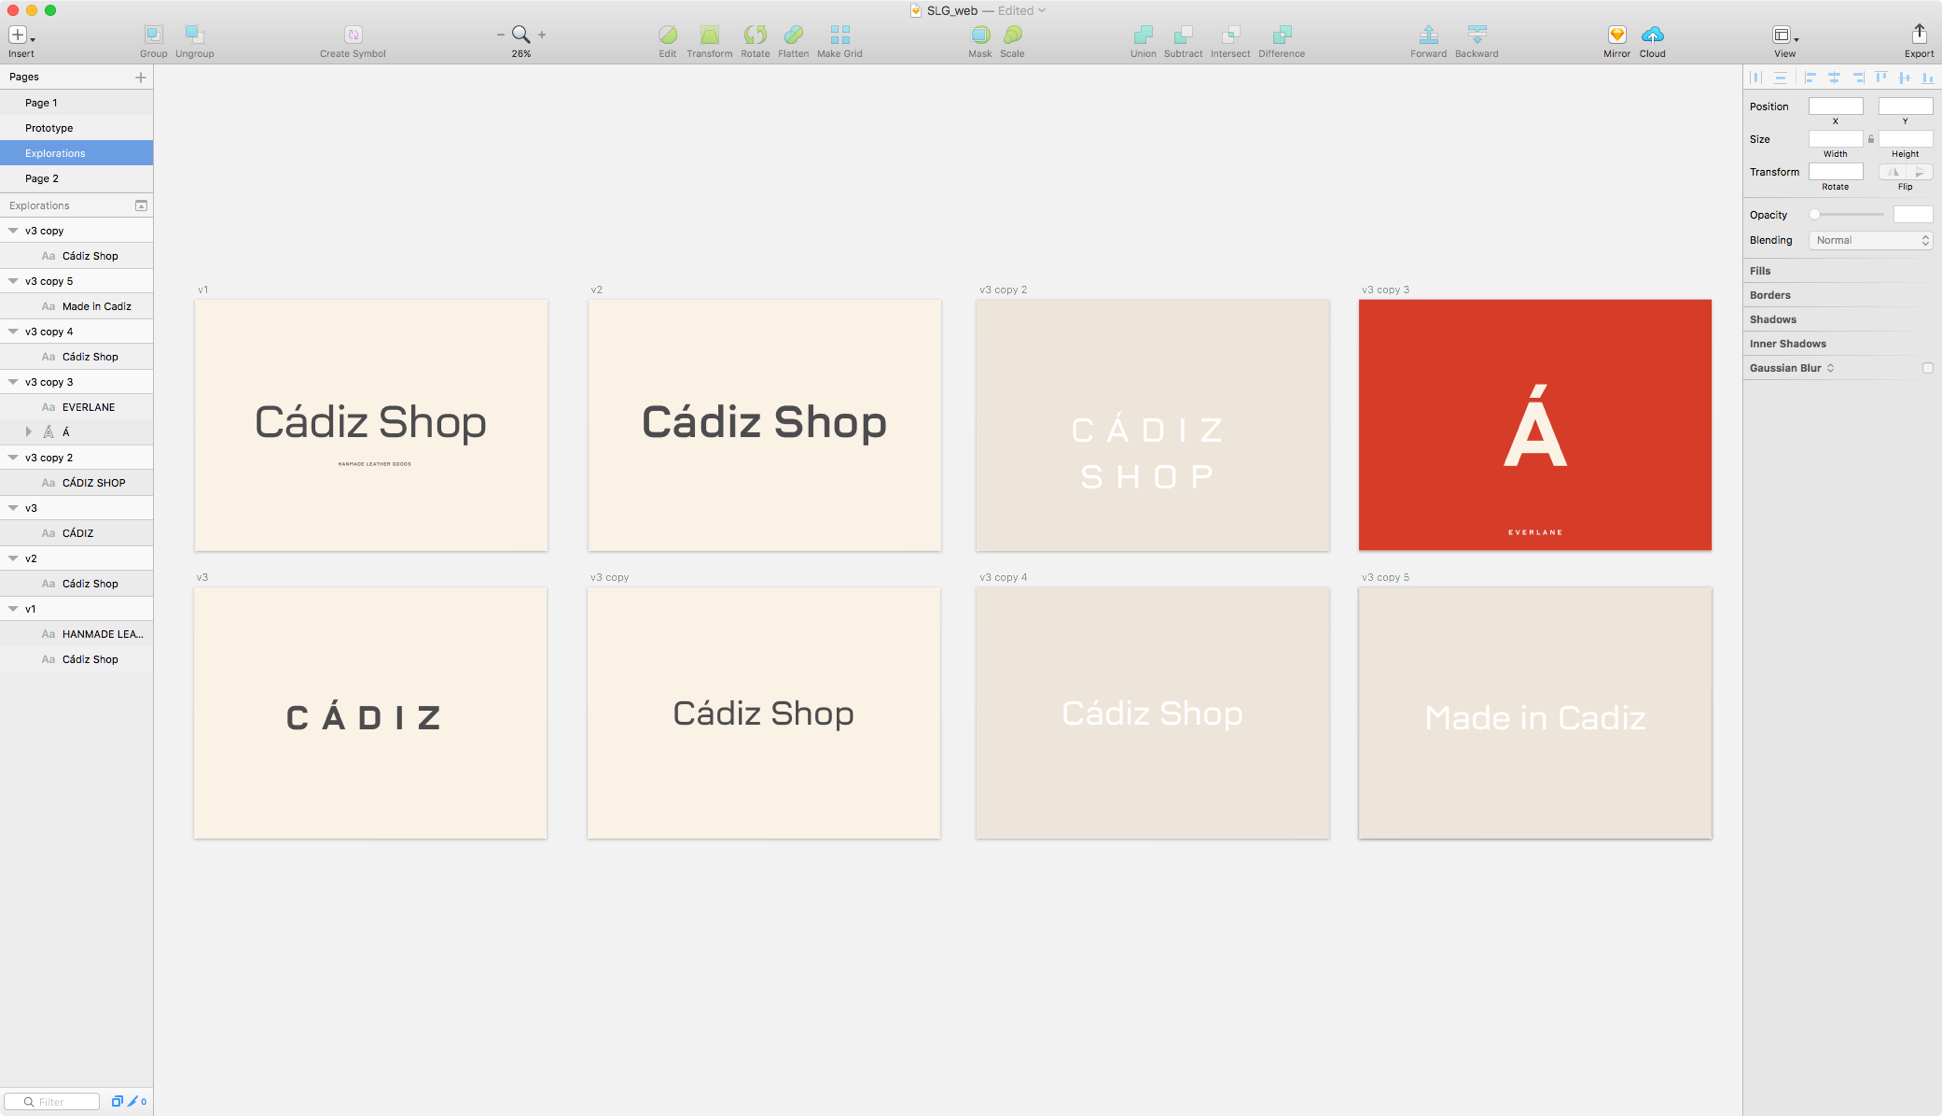 SLG_web — Edited
Insert
Group
Ungroup
Create Symbol
26%
Edit
Transform
Rotate
Flatten
Make Grid
Mask
Scale
Union
Subtract
Intersect
Difference
Forward
Backward
Mirror
Cloud
View
Export
Pages
Page 1
Prototype
Explorations
Page 2
Explorations
v3 copy
Aa Cádiz Shop
v3 copy 5
Aa Made in Cadiz
v3 copy 4
Aa Cádiz Shop
v3 copy 3
Aa EVERLANE
Á Á
v3 copy 2
Aa CÁDIZ SHOP
v3
Aa CÁDIZ
v2
Aa Cádiz Shop
v1
Aa HANMADE LEA...
Aa Cádiz Shop
Filter
0
v1
Cádiz Shop
HANMADE LEATHER GOODS
v2
Cádiz Shop
v3 copy 2
CÁDIZ
SHOP
v3 copy 3
Á
EVERLANE
v3
CÁDIZ
v3 copy
Cádiz Shop
v3 copy 4
Cádiz Shop
v3 copy 5
Made in Cadiz
Position
X
Y
Size
Width
Height
Transform
Rotate
Flip
Opacity
Blending
Normal
Fills
Borders
Shadows
Inner Shadows
Gaussian Blur